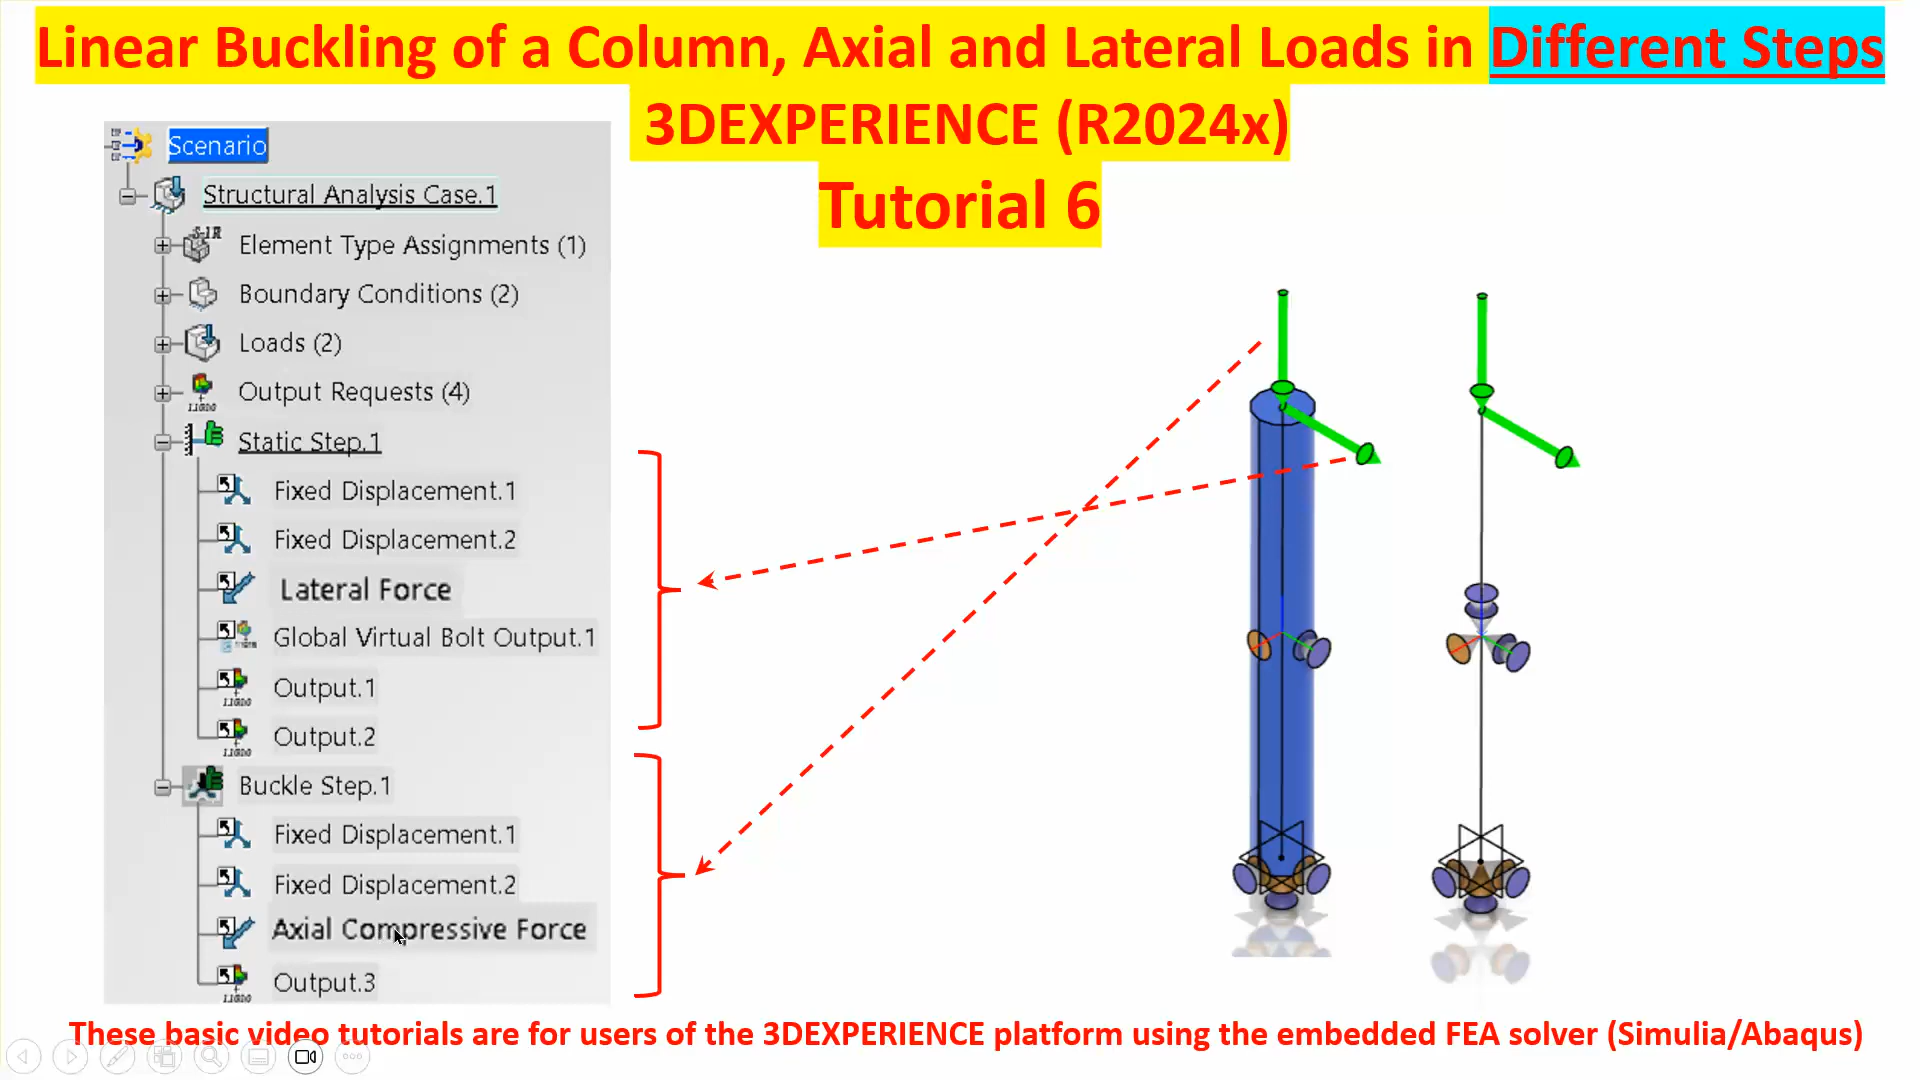 Linear Buckling of a Column, Axial and Lateral Loads in Different Steps
3DEXPERIENCE (R2024x)
Tutorial 6
Scenario
Structural Analysis Case.1
Element Type Assignments (1)
Boundary Conditions (2)
Loads (2)
Output Requests (4)
Static Step.1
Fixed Displacement.1
Fixed Displacement.2
Lateral Force
Global Virtual Bolt Output.1
Output.1
Output.2
Buckle Step.1
Fixed Displacement.1
Fixed Displacement.2
Axial Compressive Force
Output.3
These basic video tutorials are for users of the 3DEXPERIENCE platform using the embedded FEA solver (Simulia/Abaqus)